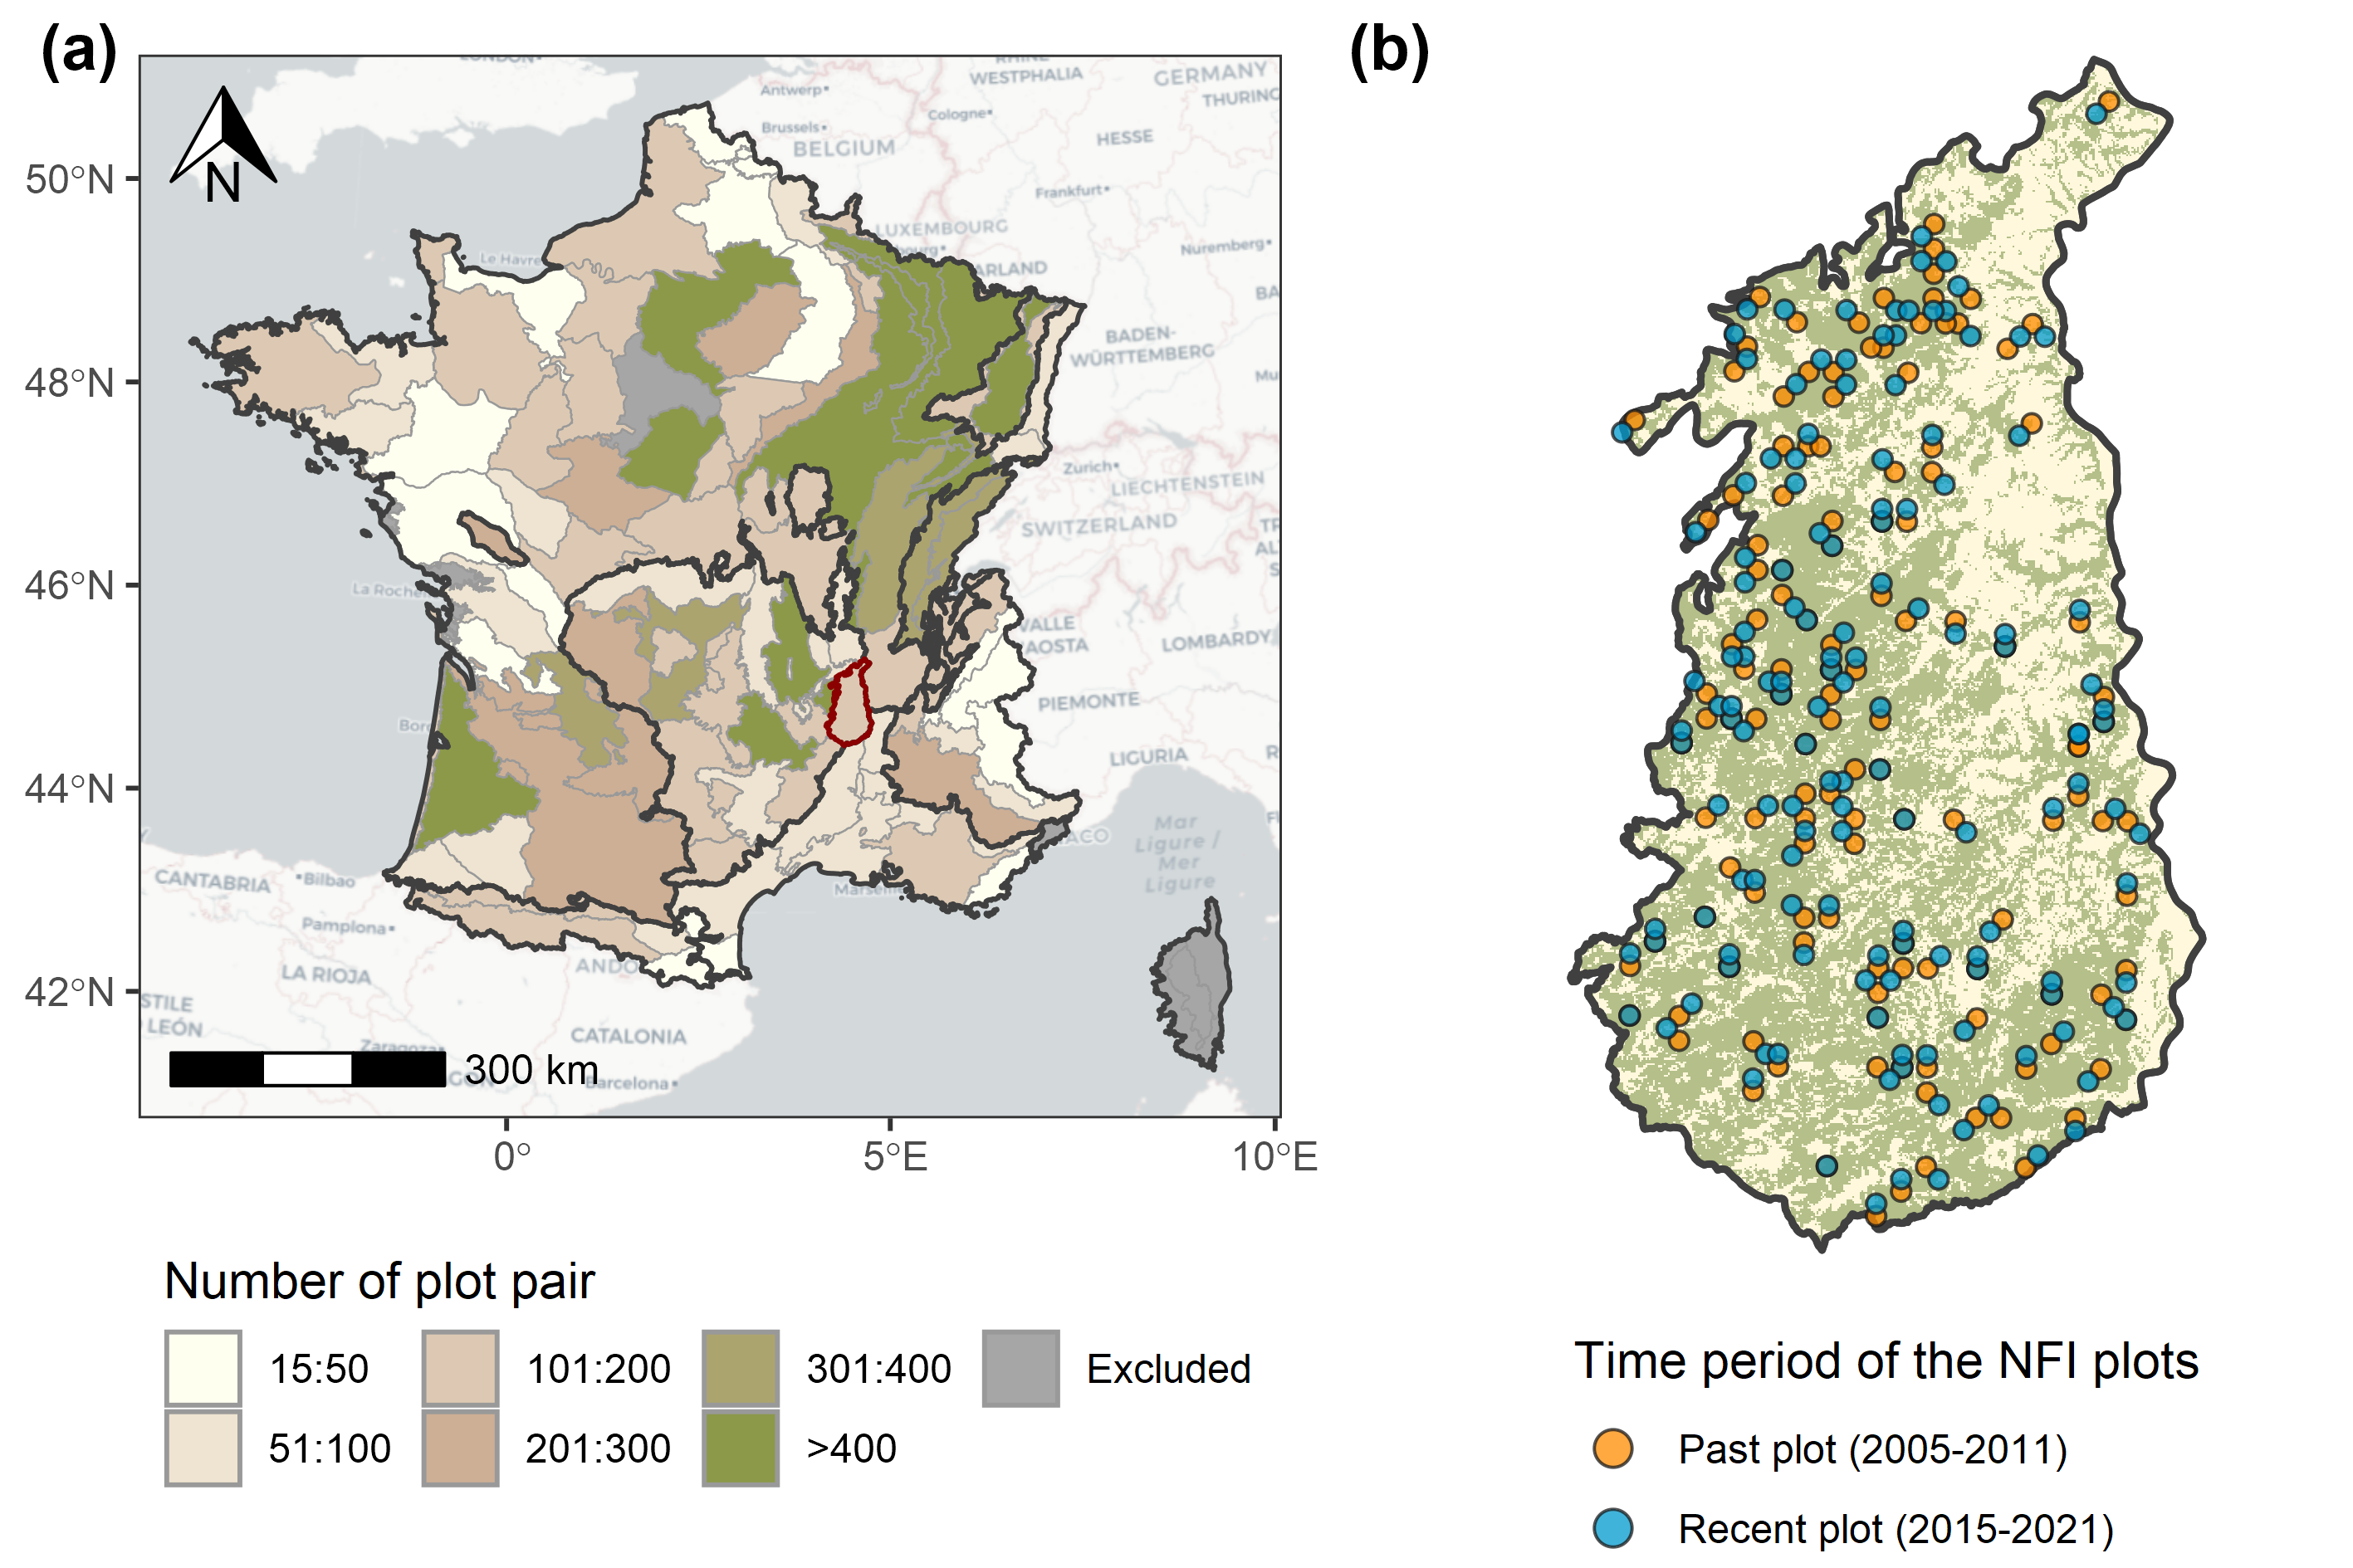 (a)
(b)
LONDON
RHINE
WESTPHALIA
GERMANY
THURING
Antwerp
Cologne
Brussels
BELGIUM
HESSE
50°N
Frankfurt
N
LUXEMBOURG
bourg
Nuremberg
Le Havre
ARLAND
BA
BADEN-
WÜRTTEMBERG
48°N
Mu
Zurich
LIECHTENSTEIN
SWITZERLAND
TR
AL
S
46°N
La Roche
VALLE
AOSTA
LOMBARDY
PIEMONTE
Bor
LIGURIA
R
44°N
Mar
Ligure /
Mer
Ligure
ACO
F
CANTABRIA
Bilbao
Marseille
Pamplona
ANDO
LA RIOJA
42°N
STILE
LEÓN
CATALONIA
Zaragoza
GON
300 km
Barcelona
0°
5°E
10°E
Number of plot pair
15:50
101:200
301:400
Excluded
51:100
201:300
>400
Time period of the NFI plots
Past plot (2005-2011)
Recent plot (2015-2021)